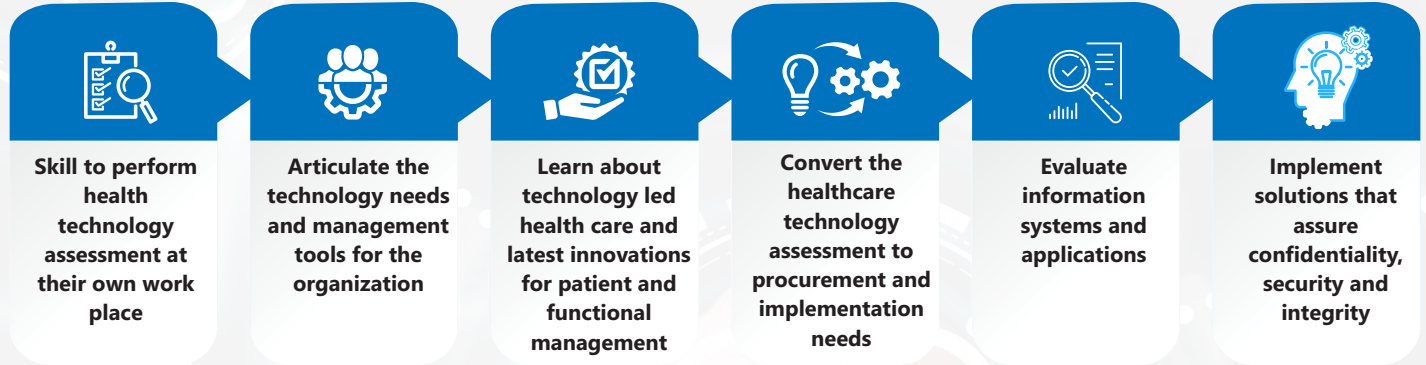 Skill to perform
health
technology
assessment at
their own work
place
Articulate the
technology needs
and management
tools for the
organization
Learn about
technology led
health care and
latest innovations
for patient and
functional
management
Convert the
healthcare
technology
assessment to
procurement and
implementation
needs
Evaluate
information
systems and
applications
Implement
solutions that
assure
confidentiality,
security and
integrity